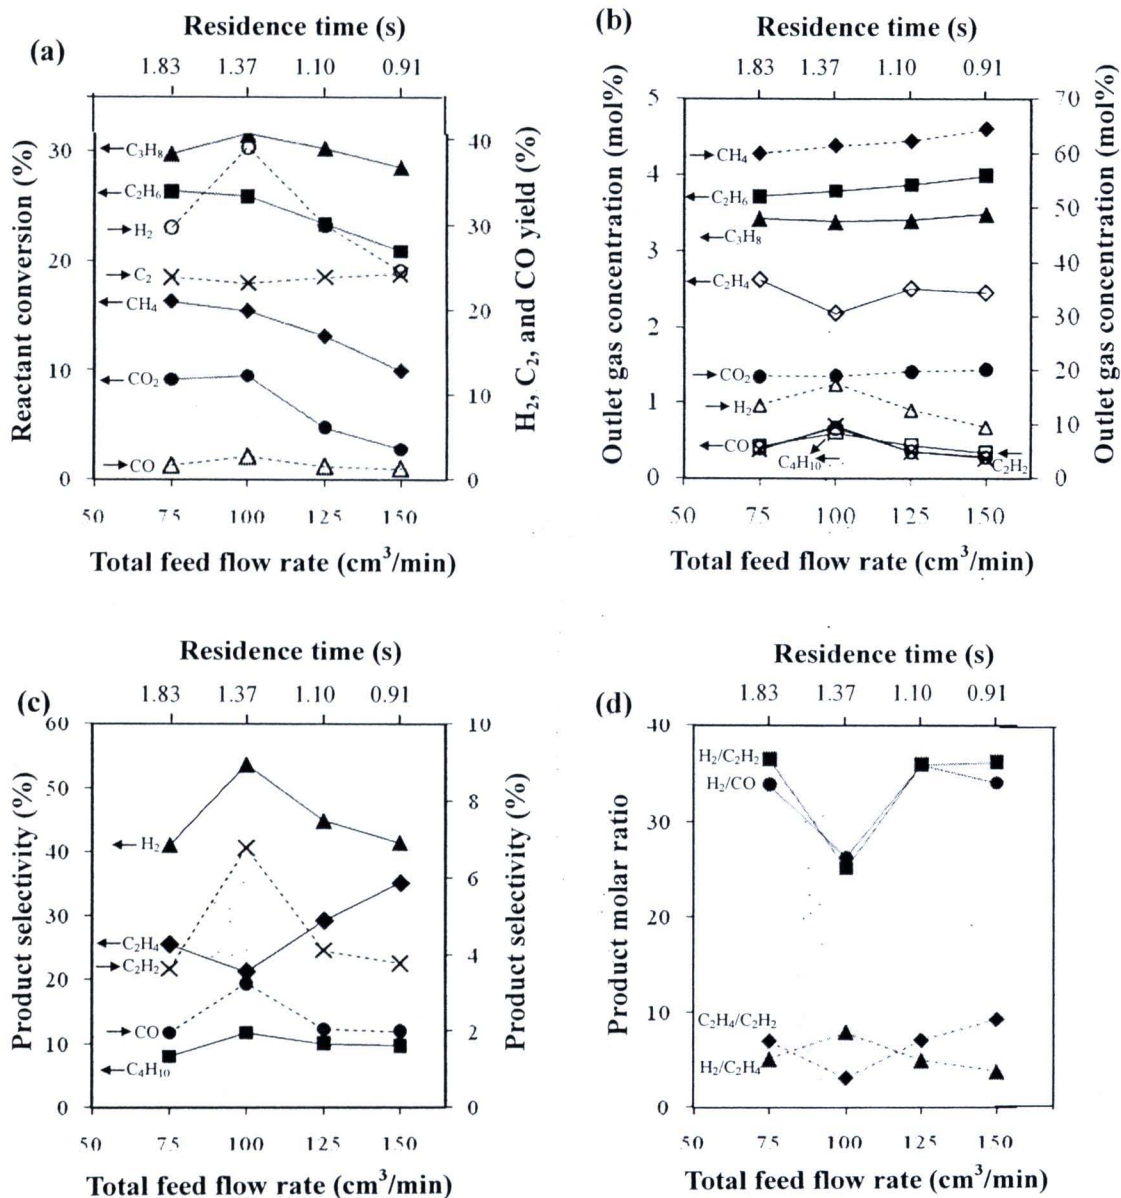 (a)
Residence time (s)
1.83 1.37 1.10 0.91
Reactant conversion (%)
30
20
10
0
C₃H₈
C₂H₆
H₂
C₂
CH₄
CO₂
CO
40
30
20
10
0
H₂, C₂, and CO yield (%)
50 75 100 125 150
Total feed flow rate (cm³/min)
(b)
Residence time (s)
1.83 1.37 1.10 0.91
Outlet gas concentration (mol%)
5
4
3
2
1
0
CH₄
C₂H₆
C₃H₈
C₂H₄
CO₂
H₂
CO
C₄H₁₀
C₂H₂
70
60
50
40
30
20
10
0
Outlet gas concentration (mol%)
50 75 100 125 150
Total feed flow rate (cm³/min)
(c)
Residence time (s)
1.83 1.37 1.10 0.91
Product selectivity (%)
60
50
40
30
20
10
0
H₂
C₂H₄
C₂H₂
CO
C₄H₁₀
10
8
6
4
2
0
Product selectivity (%)
50 75 100 125 150
Total feed flow rate (cm³/min)
(d)
Residence time (s)
1.83 1.37 1.10 0.91
Product molar ratio
40
30
20
10
0
H₂/C₂H₂
H₂/CO
C₂H₄/C₂H₂
H₂/C₂H₄
50 75 100 125 150
Total feed flow rate (cm³/min)